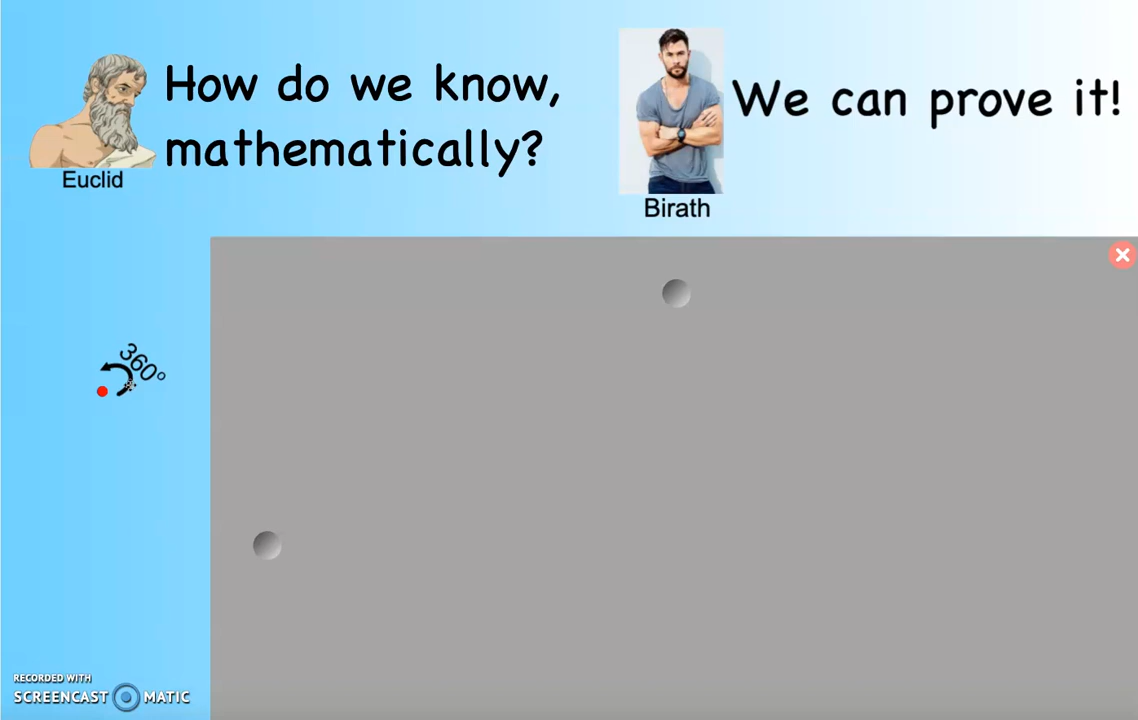 How do we know,
mathematically?
Euclid
We can prove it!
Birath
360°
RECORDED WITH
SCREENCAST MATIC